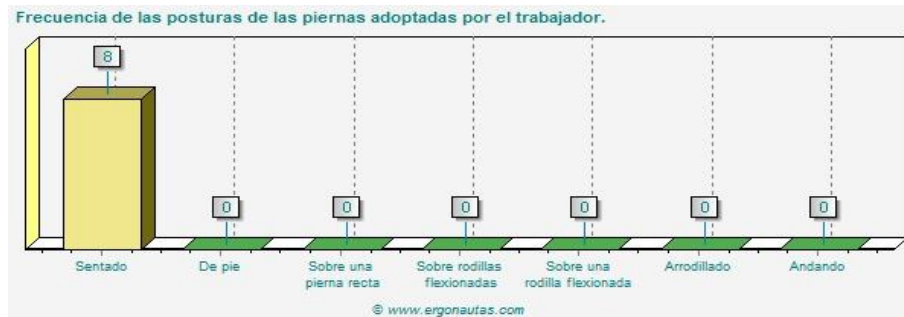 Frecuencia de las posturas de las piernas adoptadas por el trabajador.
8
0
0
0
0
0
0
Sentado
De pie
Sobre una
pierna recta
Sobre rodillas
flexionadas
Sobre una
rodilla flexionada
Arrodillado
Andando
© www.ergonautas.com